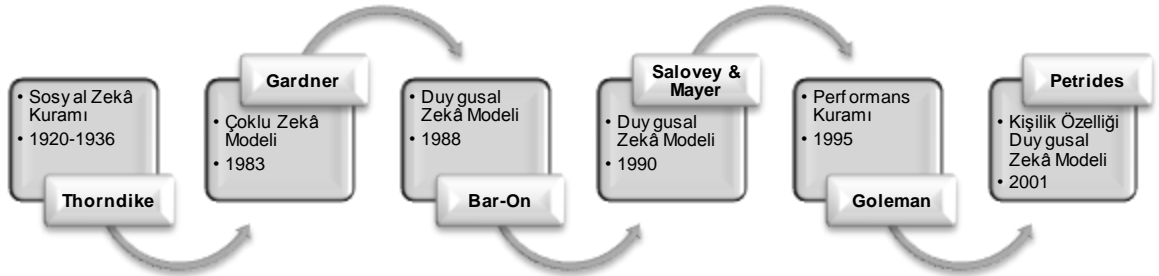 • Sosyal Zekâ
Kuramı
• 1920-1936
Thorndike
Gardner
• Çoklu Zekâ
Modeli
• 1983
• Duygusal
Zekâ Modeli
• 1988
Bar-On
Salovey &
Mayer
• Duygusal
Zekâ Modeli
• 1990
• Performans
Kuramı
• 1995
Goleman
Petrides
• Kişilik Özelliği
Duygusal
Zekâ Modeli
• 2001